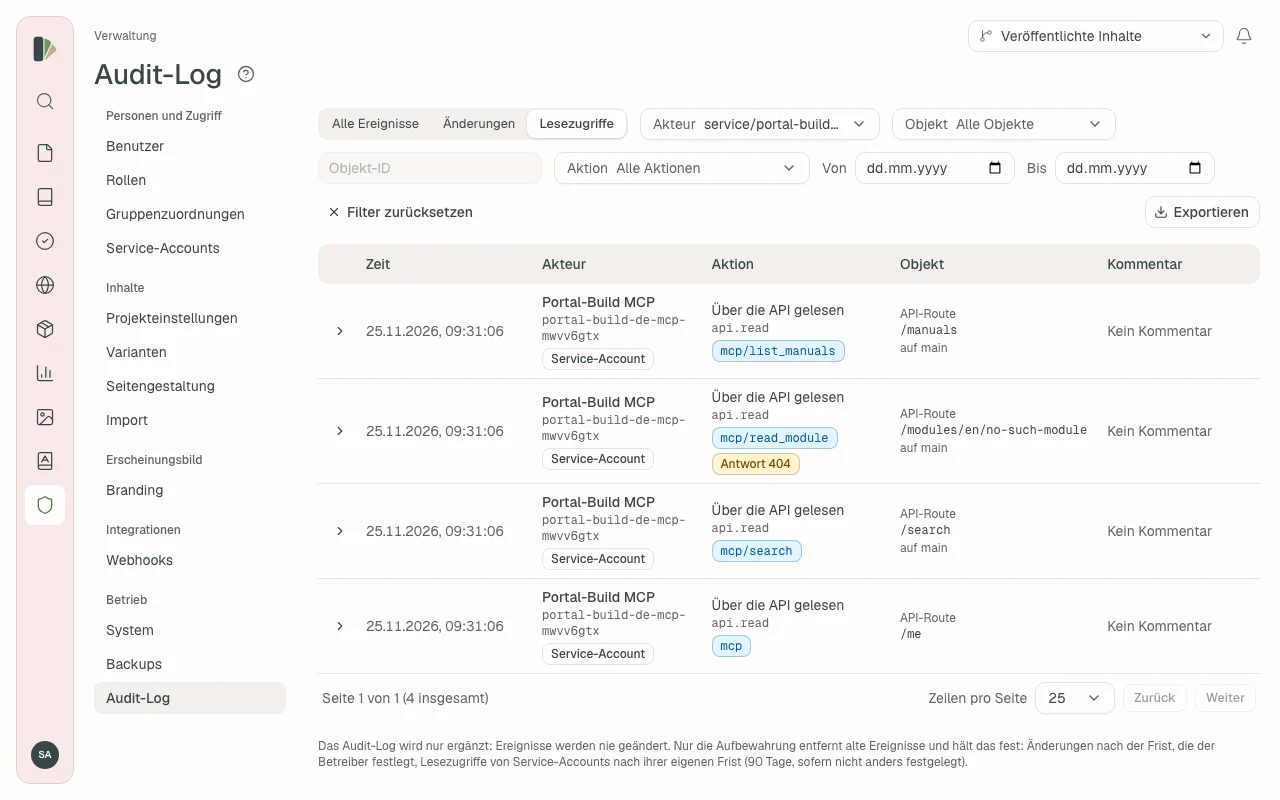 Verwaltung
Veröffentlichte Inhalte
Audit-Log
Personen und Zugriff
Benutzer
Rollen
Gruppenzuordnungen
Service-Accounts
Inhalte
Projekteinstellungen
Varianten
Seitengestaltung
Import
Erscheinungsbild
Branding
Integrationen
Webhooks
Betrieb
System
Backups
Audit-Log
SA
Alle Ereignisse Änderungen Lesezugriffe Akteur service/portal-build… Objekt Alle Objekte
Objekt-ID Aktion Alle Aktionen Von dd.mm.yyyy Bis dd.mm.yyyy
Filter zurücksetzen Exportieren
Zeit Akteur Aktion Objekt Kommentar
25.11.2026, 09:31:06
Portal-Build MCP
portal-build-de-mcp-
mwvv6gtx
Service-Account
Über die API gelesen
api.read
mcp/list_manuals
API-Route
/manuals
auf main
Kein Kommentar
25.11.2026, 09:31:06
Portal-Build MCP
portal-build-de-mcp-
mwvv6gtx
Service-Account
Über die API gelesen
api.read
mcp/read_module
Antwort 404
API-Route
/modules/en/no-such-module
auf main
Kein Kommentar
25.11.2026, 09:31:06
Portal-Build MCP
portal-build-de-mcp-
mwvv6gtx
Service-Account
Über die API gelesen
api.read
mcp/search
API-Route
/search
auf main
Kein Kommentar
25.11.2026, 09:31:06
Portal-Build MCP
portal-build-de-mcp-
mwvv6gtx
Service-Account
Über die API gelesen
api.read
mcp
API-Route
/me
Kein Kommentar
Seite 1 von 1 (4 insgesamt) Zeilen pro Seite 25 Zurück Weiter
Das Audit-Log wird nur ergänzt: Ereignisse werden nie geändert. Nur die Aufbewahrung entfernt alte Ereignisse und hält das fest: Änderungen nach der Frist, die der
Betreiber festlegt, Lesezugriffe von Service-Accounts nach ihrer eigenen Frist (90 Tage, sofern nicht anders festgelegt).